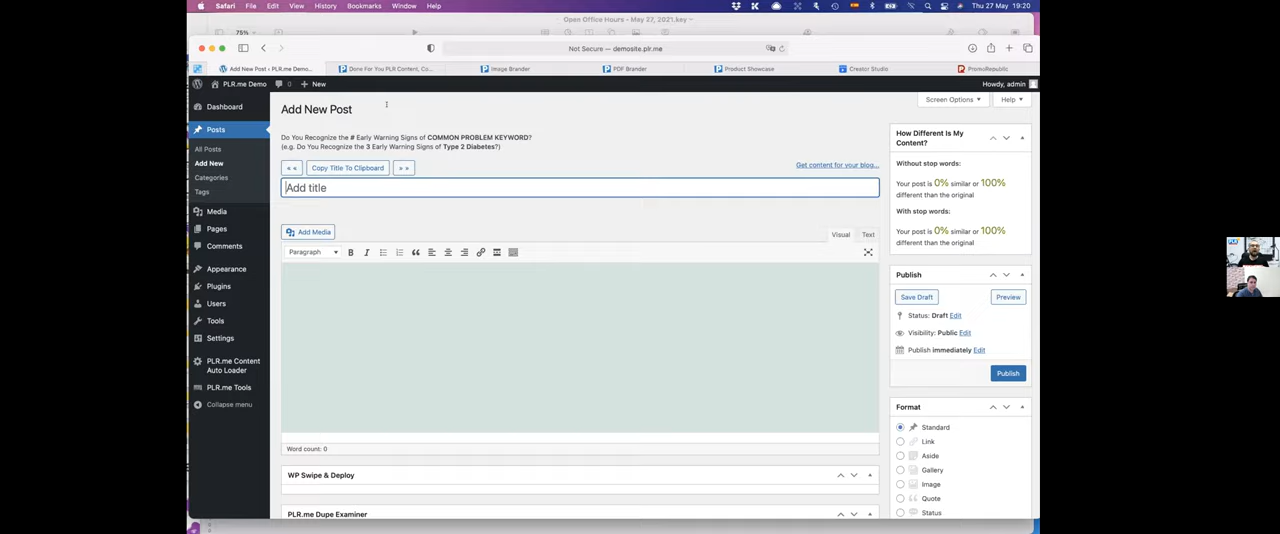 Safari File Edit View History Bookmarks Window Help Thu 27 May 19:20
Open Office Hours - May 27, 2021.key
75%
Not Secure — demosite.plr.me
Add New Post ‹ PLR.me Demo... Done For You PLR Content, Co... Image Brander PDF Brander Product Showcase Creator Studio PromoRepublic
PLR.me Demo 0 + New Howdy, admin
Dashboard
Posts
All Posts
Add New
Categories
Tags
Media
Pages
Comments
Appearance
Plugins
Users
Tools
Settings
PLR.me Content
Auto Loader
PLR.me Tools
Collapse menu
Screen Options ▼ Help ▼
Add New Post
Do You Recognize the # Early Warning Signs of COMMON PROBLEM KEYWORD?
(e.g. Do You Recognize the 3 Early Warning Signs of Type 2 Diabetes?)
« « Copy Title To Clipboard » »
Get content for your blog...
Add title
Add Media
Visual Text
Paragraph B I
Word count: 0
WP Swipe & Deploy
PLR.me Dupe Examiner
How Different Is My
Content?
Without stop words:
Your post is 0% similar or 100%
different than the original
With stop words:
Your post is 0% similar or 100%
different than the original
Publish
Save Draft Preview
Status: Draft Edit
Visibility: Public Edit
Publish immediately Edit
Publish
Format
Standard
Link
Aside
Gallery
Image
Quote
Status